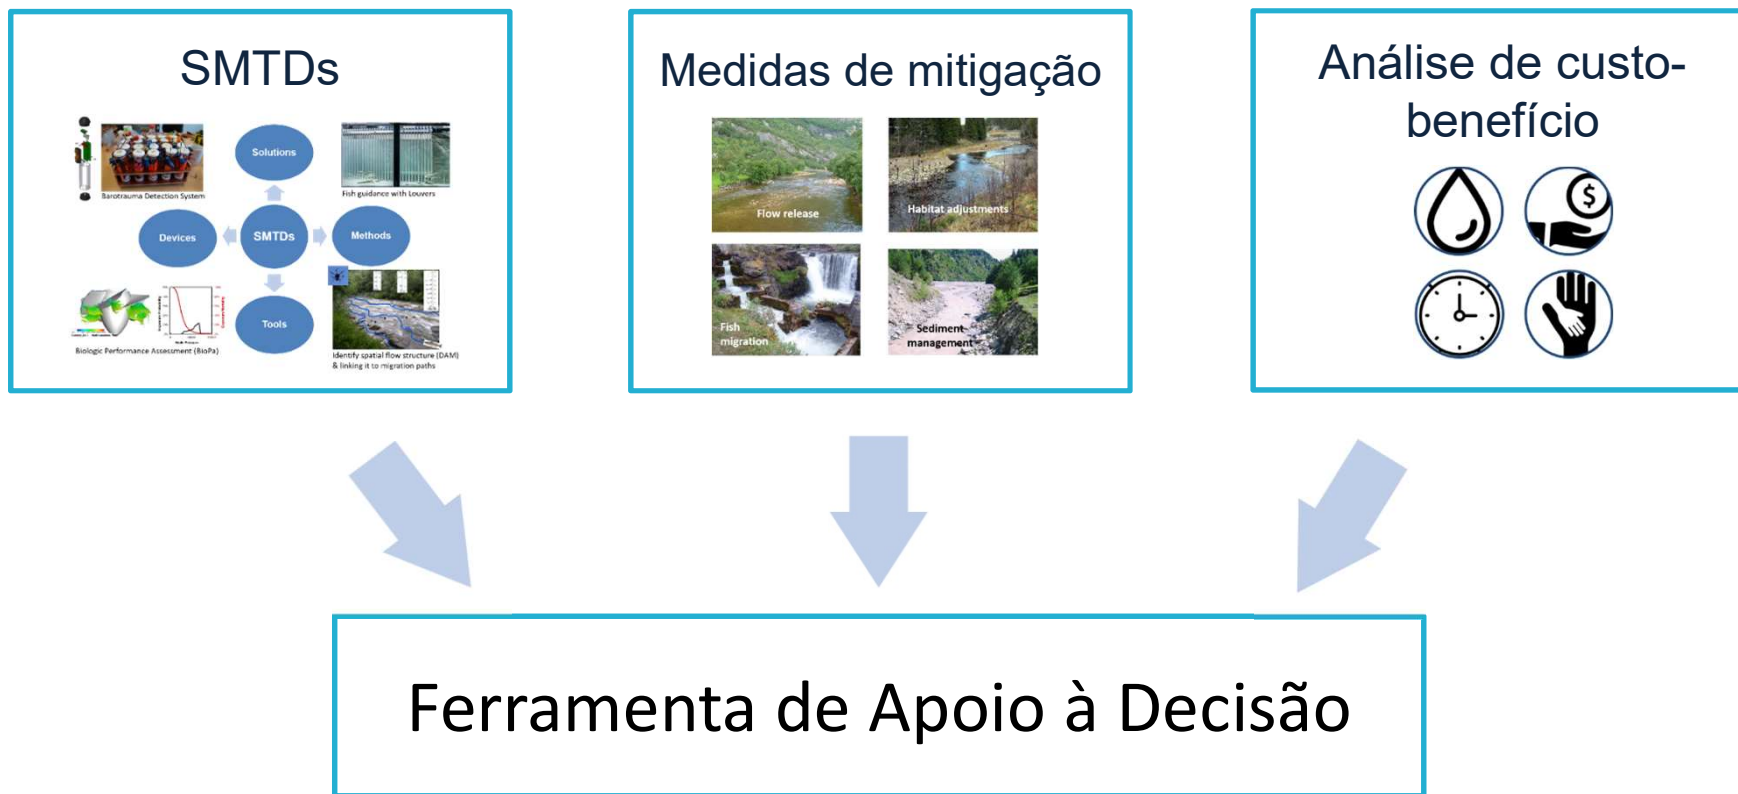 SMTDs
Solutions
Barotrauma Detection System
Fish guidance with Louvers
Devices
SMTDs
Methods
Tools
Biologic Performance Assessment (BioPa)
Identify spatial flow structure (DAM)
& linking it to migration paths
Medidas de mitigação
Flow release
Habitat adjustments
Fish
migration
Sediment
management
Análise de custo-
benefício
$
Ferramenta de Apoio à Decisão